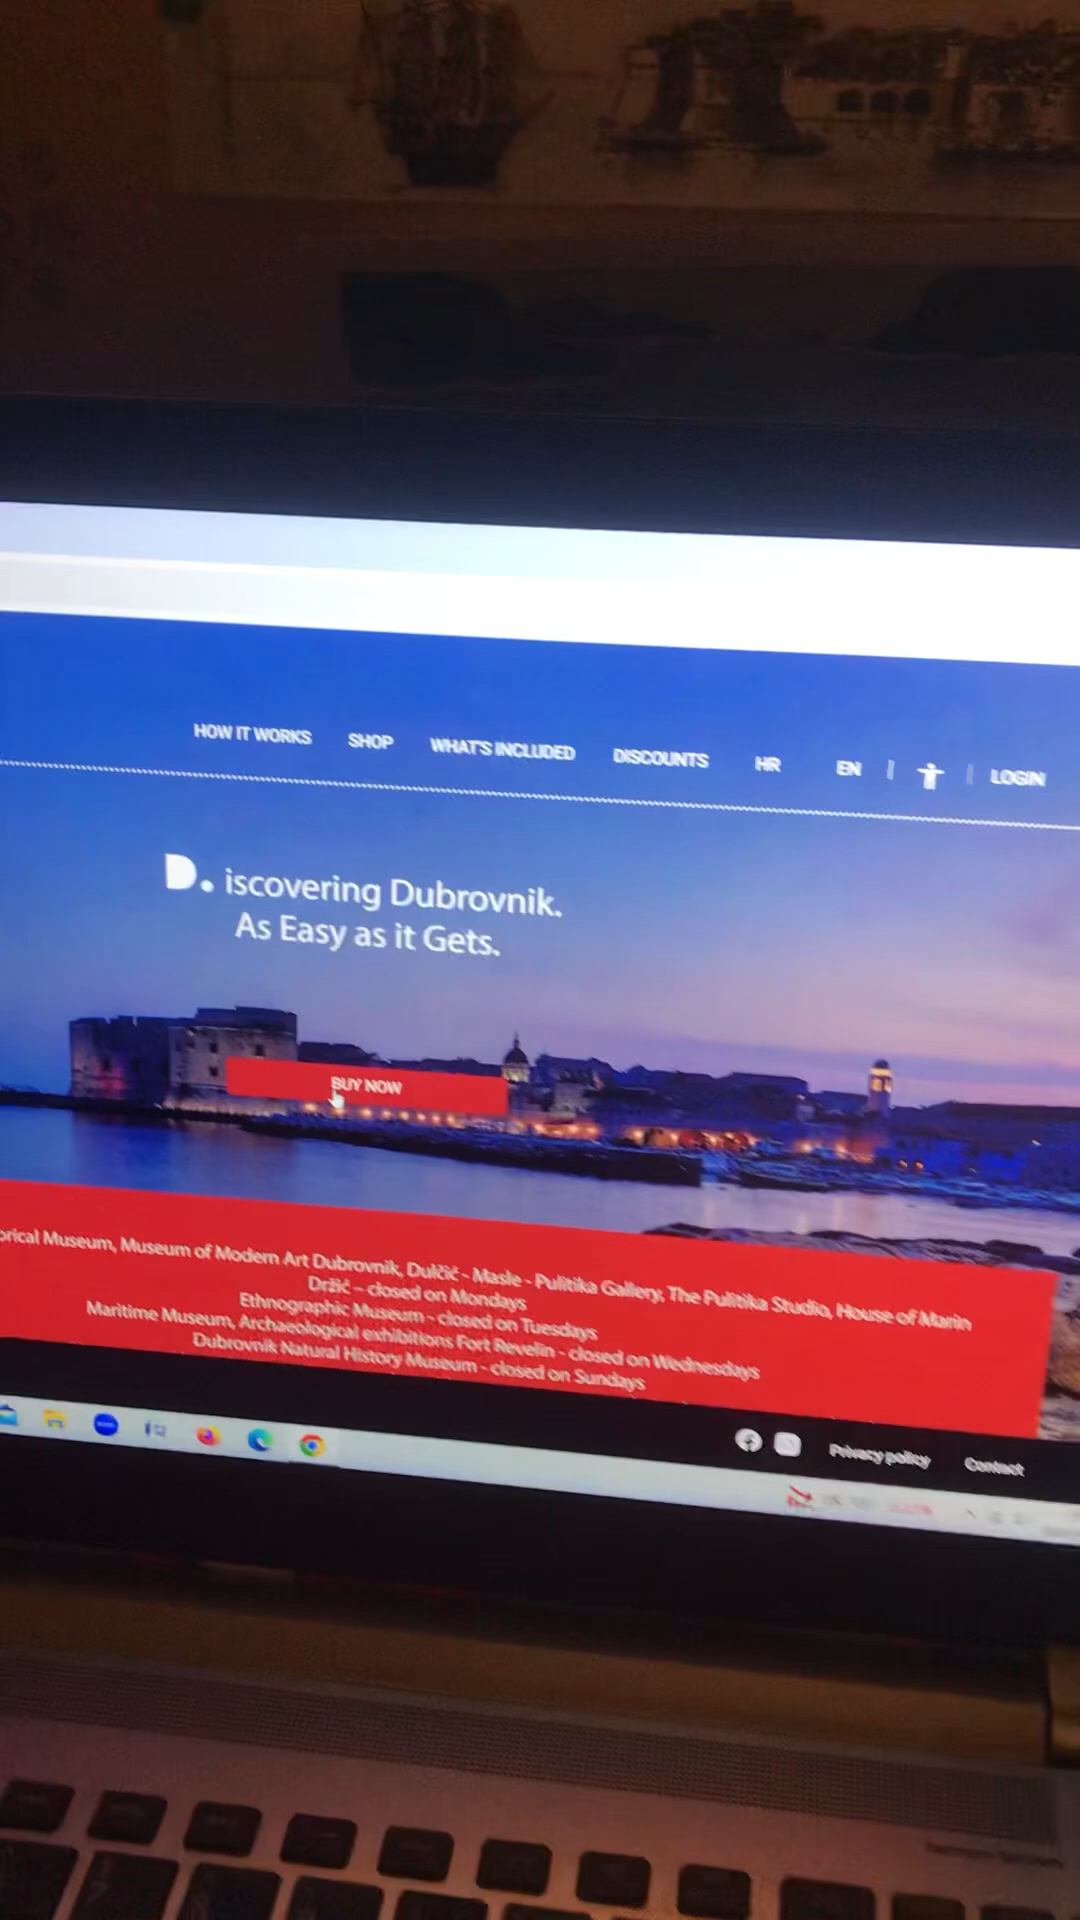 HOW IT WORKS SHOP WHAT'S INCLUDED DISCOUNTS HR EN LOGIN
D. iscovering Dubrovnik.
As Easy as it Gets.
BUY NOW
orical Museum, Museum of Modern Art Dubrovnik, Dulčić - Masle - Pulitika Gallery, The Pulitika Studio, House of Marin
Držić – closed on Mondays
Ethnographic Museum - closed on Tuesdays
Maritime Museum, Archaeological exhibitions Fort Revelin - closed on Wednesdays
Dubrovnik Natural History Museum - closed on Sundays
Privacy policy Contact